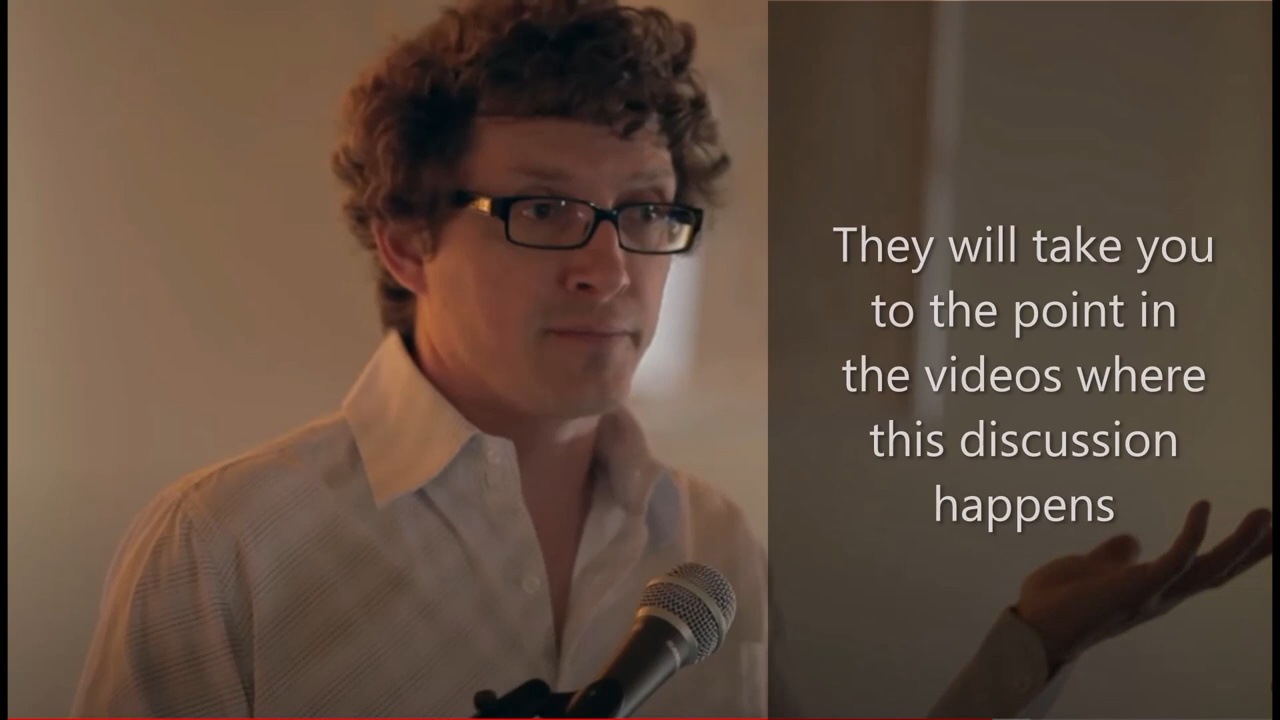 They will take you
to the point in
the videos where
this discussion
happens